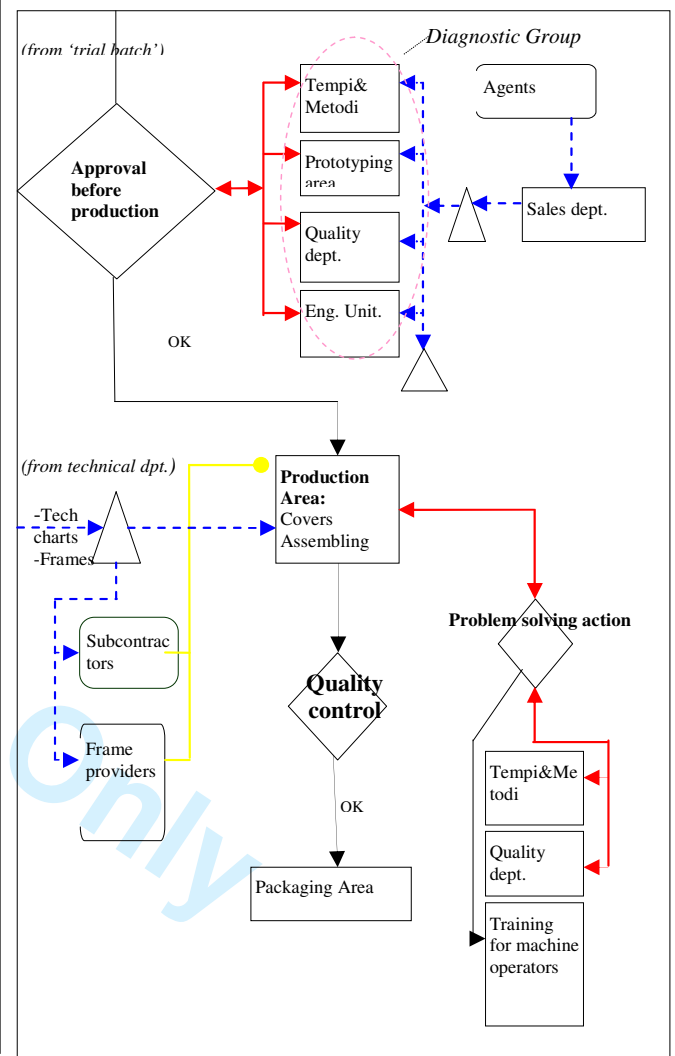 (from ‘trial batch’)
Diagnostic Group
Tempi&
Metodi
Agents
Approval
before
production
Prototyping
area
Sales dept.
Quality
dept.
Eng. Unit.
OK
(from technical dpt.)
Production
Area:
Covers
Assembling
-Tech
charts
-Frames
Subcontrac
tors
Problem solving action
Quality
control
Frame
providers
Tempi&Me
todi
OK
Quality
dept.
Packaging Area
Training
for machine
operators
Only